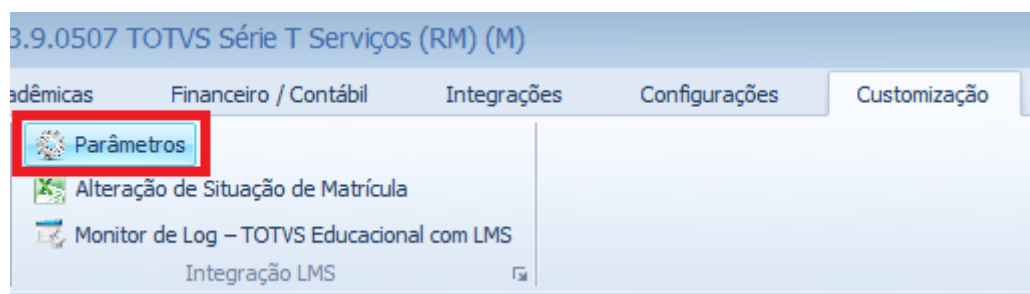 3.9.0507 TOTVS Série T Serviços (RM) (M)
adêmicas Financeiro / Contábil Integrações Configurações Customização
Parâmetros
Alteração de Situação de Matrícula
Monitor de Log – TOTVS Educacional com LMS
Integração LMS